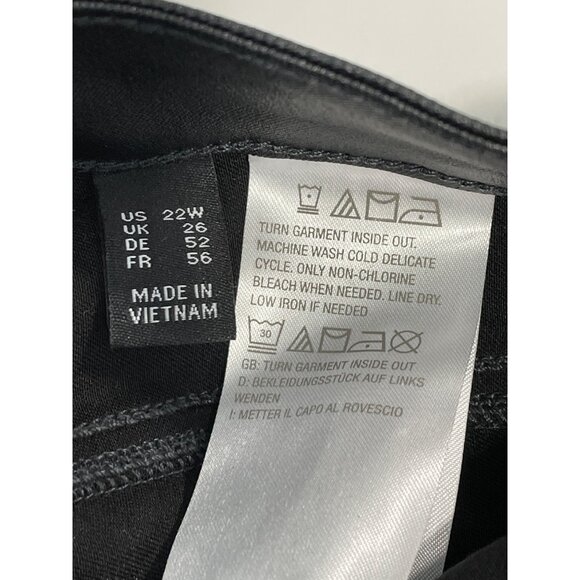 US 22W
UK 26
DE 52
FR 56
MADE IN
VIETNAM
TURN GARMENT INSIDE OUT.
MACHINE WASH COLD DELICATE
CYCLE. ONLY NON-CHLORINE
BLEACH WHEN NEEDED. LINE DRY.
LOW IRON IF NEEDED
30
GB: TURN GARMENT INSIDE OUT
D: BEKLEIDUNGSSTÜCK AUF LINKS
WENDEN
I: METTER IL CAPO AL ROVESCIO